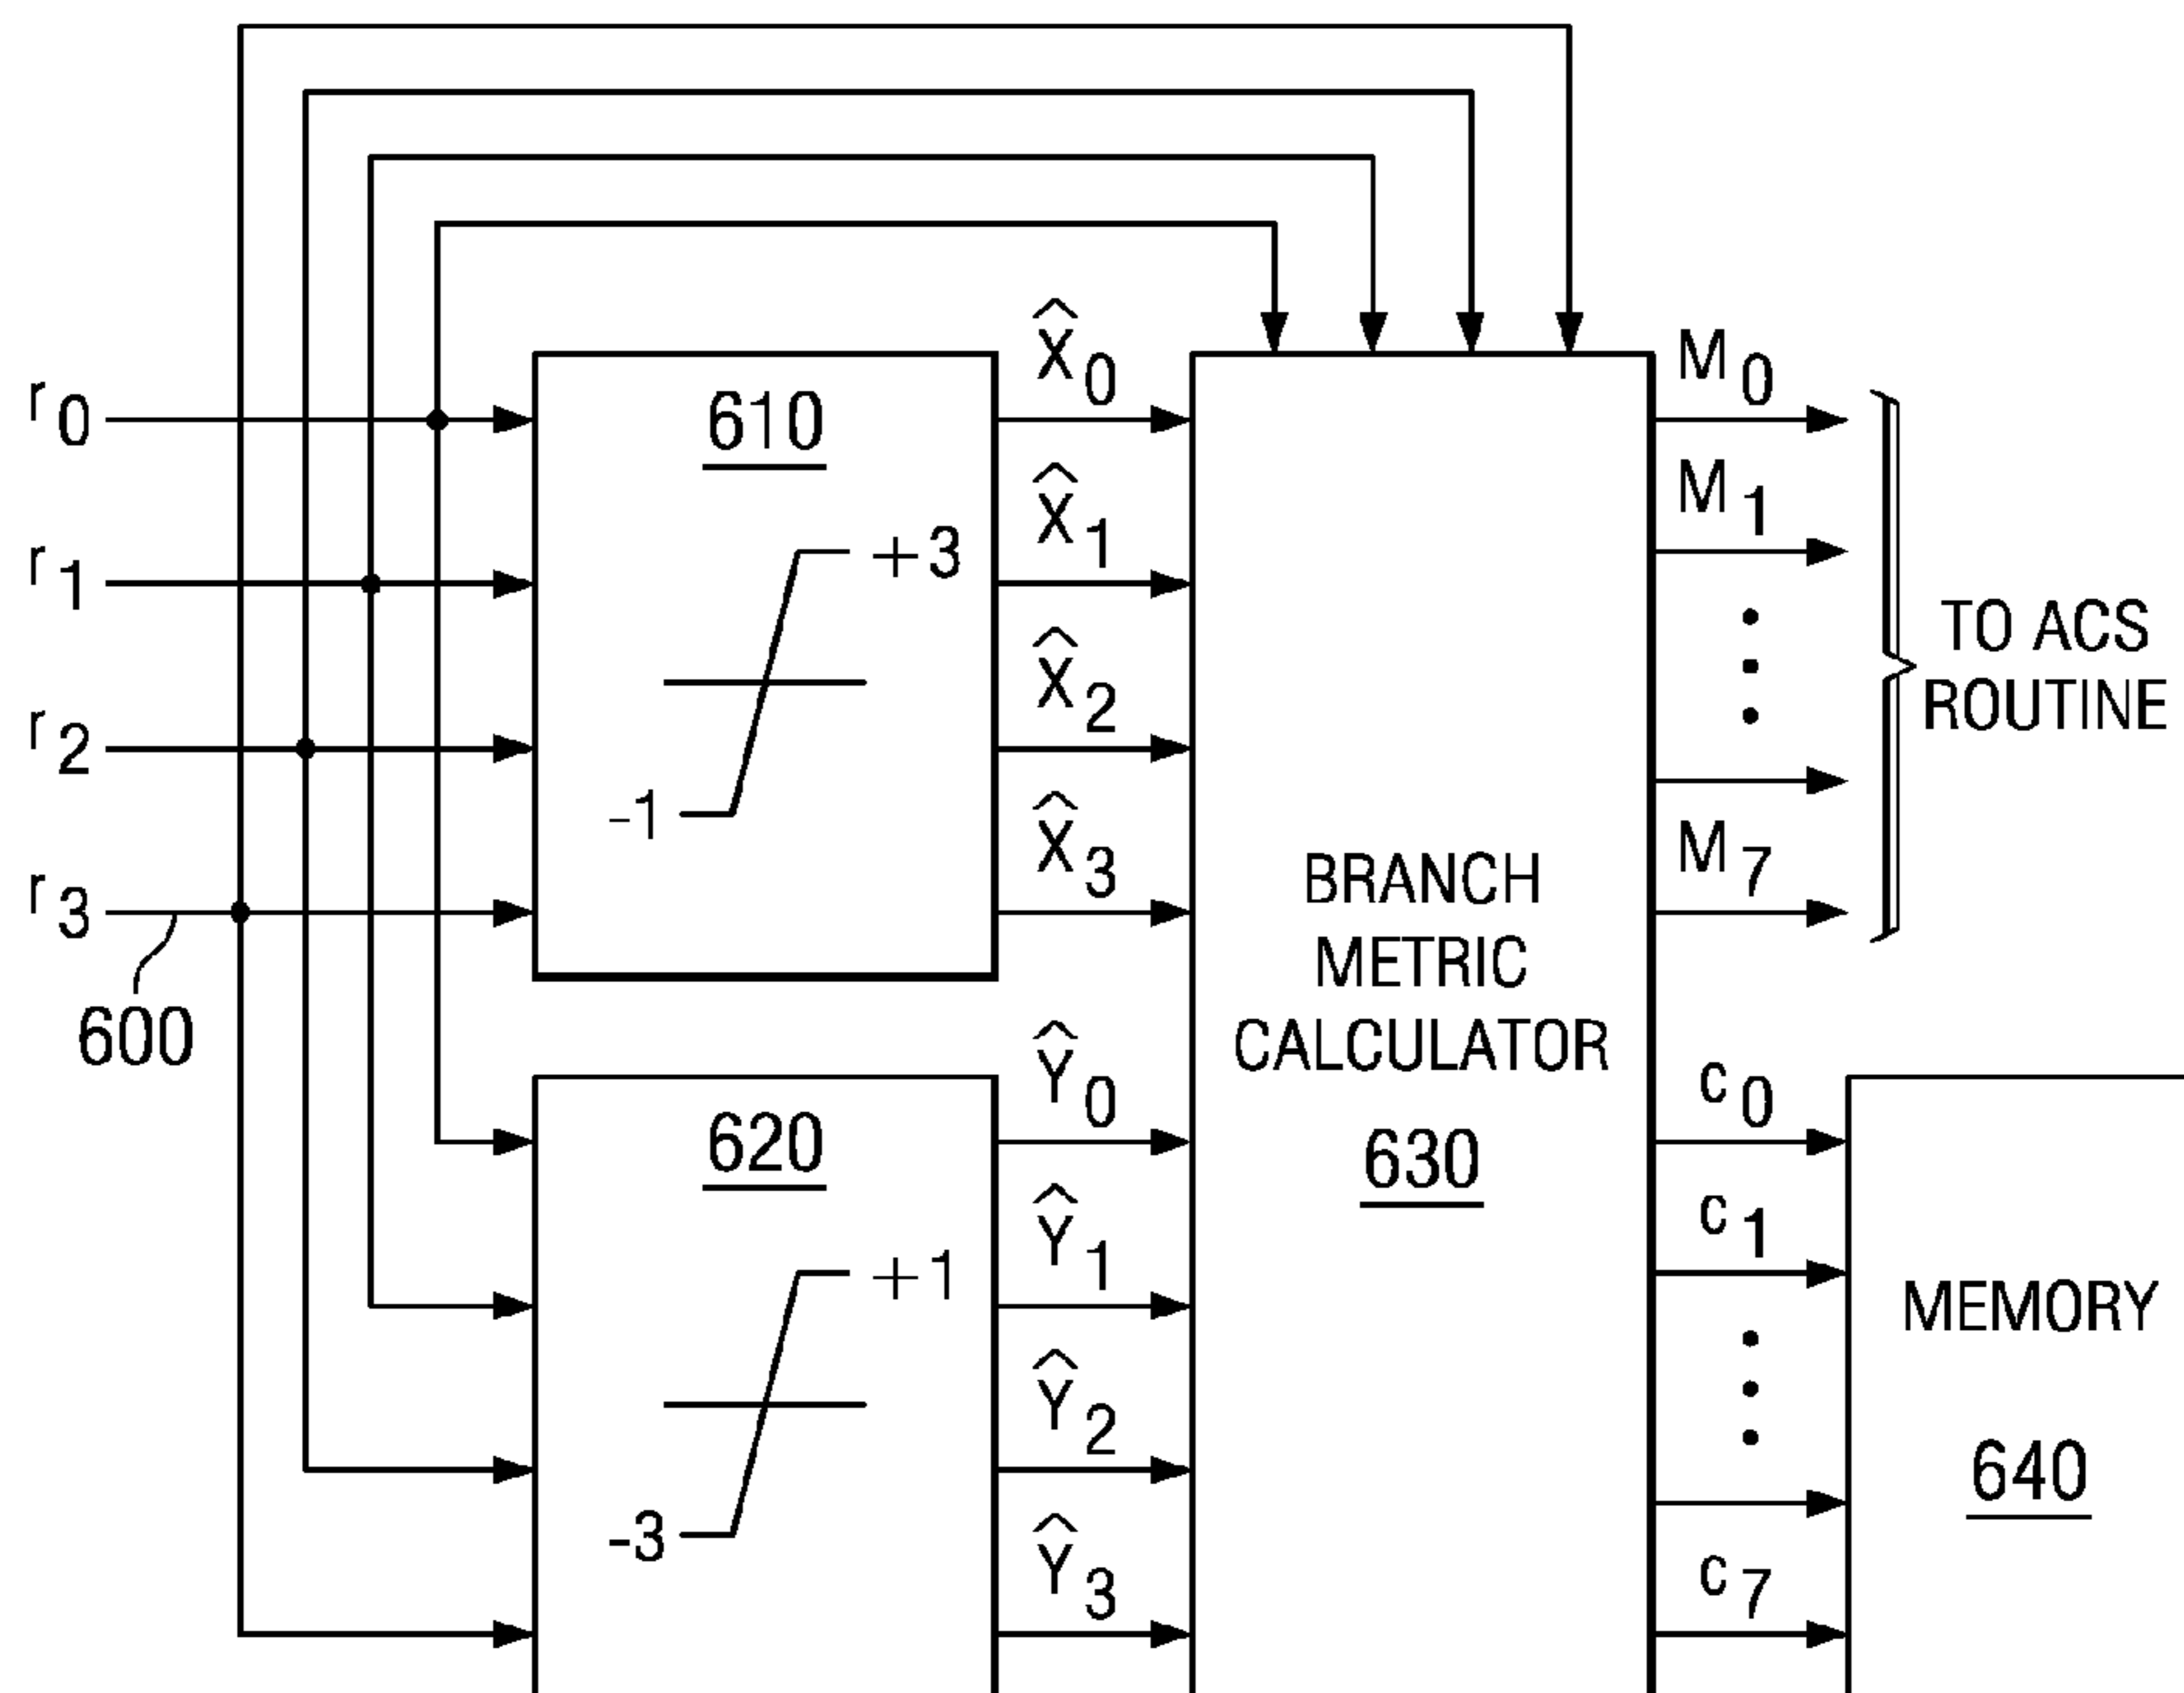 r0
r1
r2
r3
600
610
+3
-1
X̂0
X̂1
X̂2
X̂3
620
+1
-3
Ŷ0
Ŷ1
Ŷ2
Ŷ3
BRANCH
METRIC
CALCULATOR
630
M0
M1
M7
TO ACS
ROUTINE
c0
c1
c7
MEMORY
640